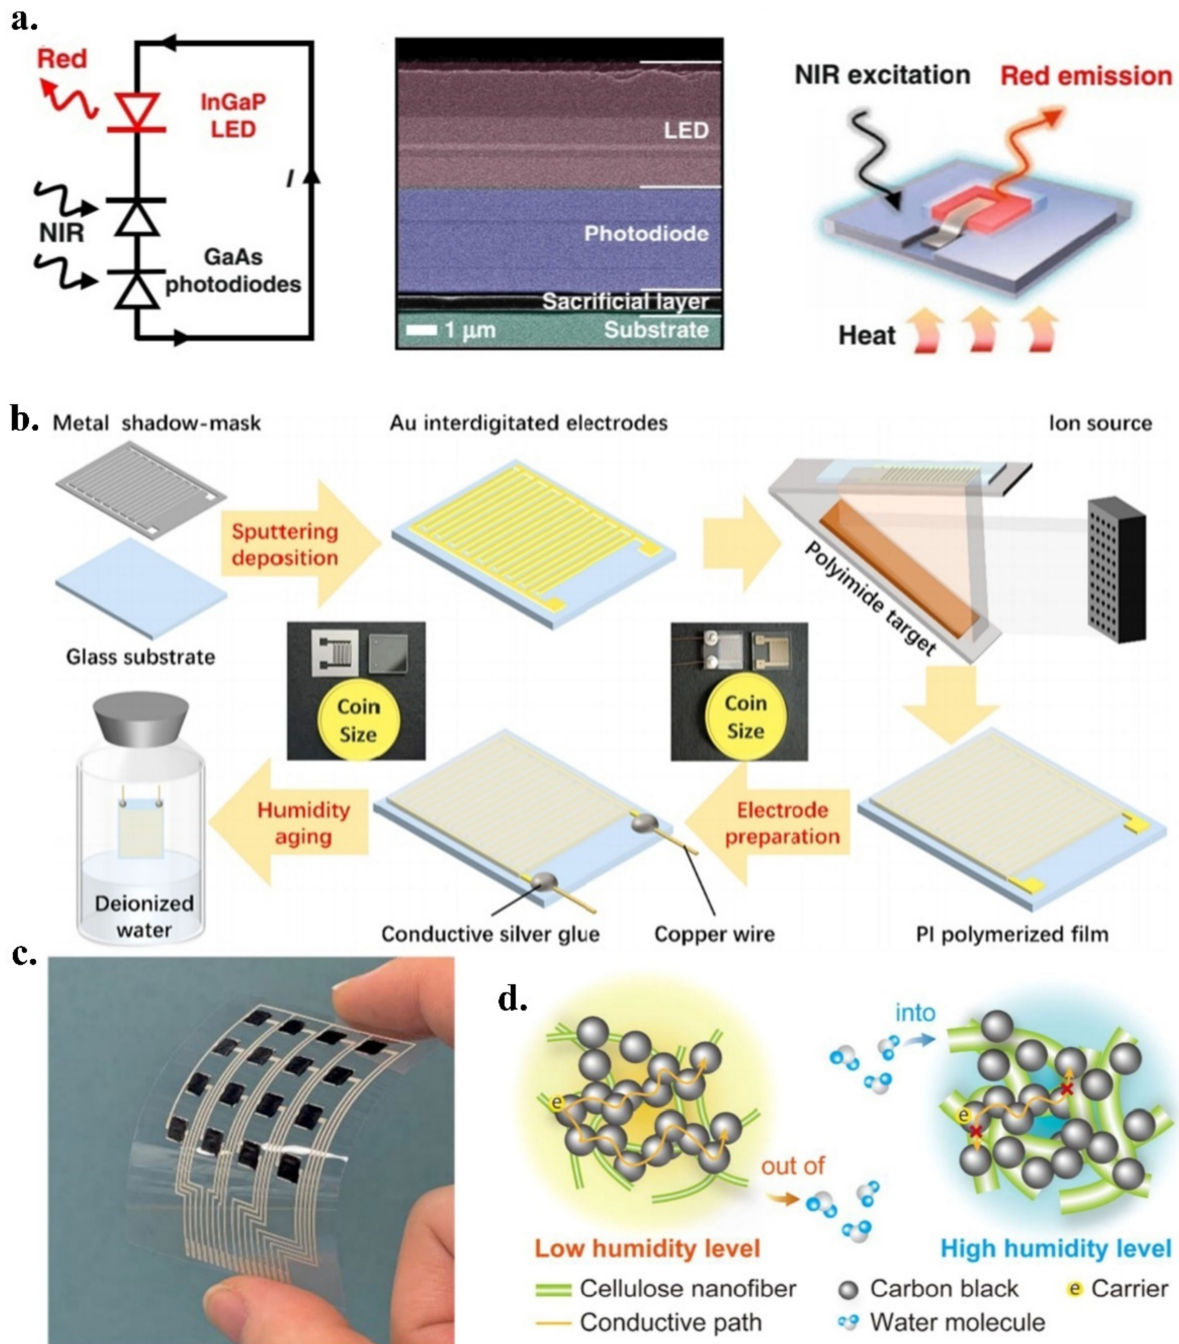 a.
Red
InGaP
LED
I
NIR
GaAs
photodiodes
LED
Photodiode
Sacrificial layer
Substrate
1 μm
NIR excitation
Red emission
Heat
b.
Metal shadow-mask
Au interdigitated electrodes
Ion source
Sputtering
deposition
Polyimide target
Glass substrate
Coin
Size
Coin
Size
Humidity
aging
Electrode
preparation
Deionized
water
Conductive silver glue
Copper wire
PI polymerized film
c.
d.
into
e
e
out of
Low humidity level
High humidity level
Cellulose nanofiber
Carbon black
e Carrier
Conductive path
Water molecule